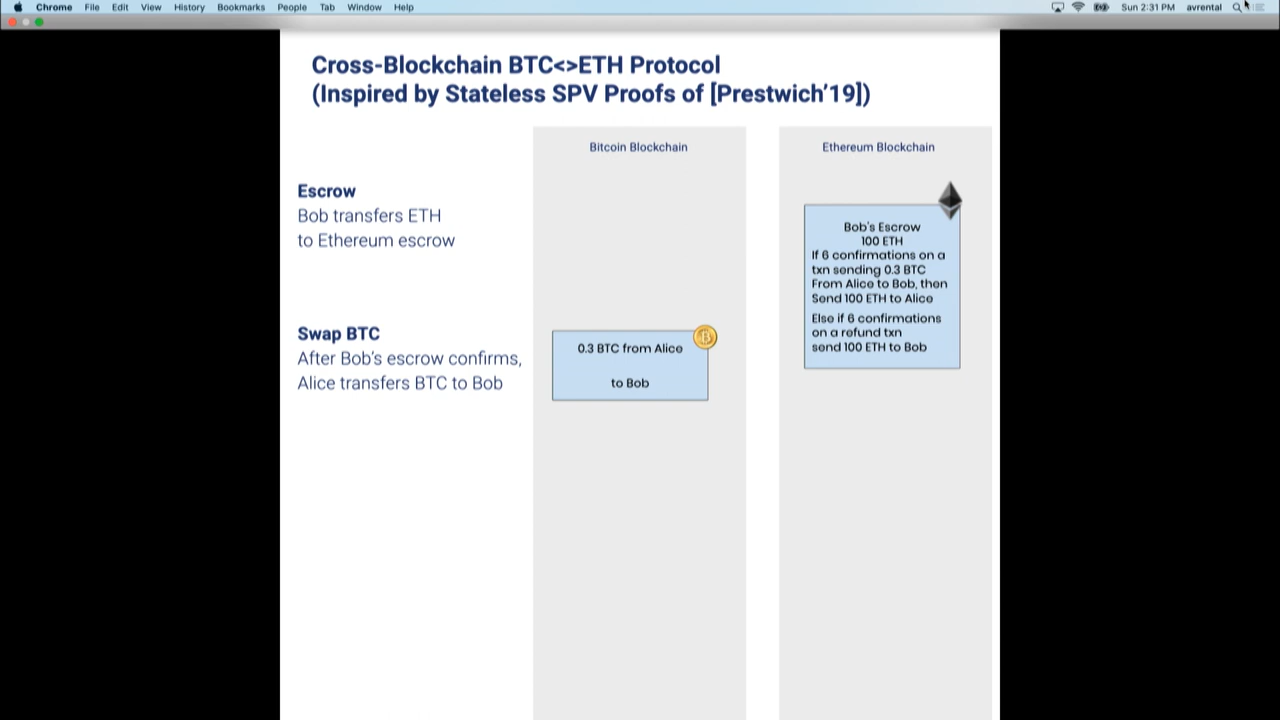 Chrome File Edit View History Bookmarks People Tab Window Help Sun 2:31 PM avrental
Cross-Blockchain BTC<>ETH Protocol
(Inspired by Stateless SPV Proofs of [Prestwich’19])
Bitcoin Blockchain
Ethereum Blockchain
Escrow
Bob transfers ETH
to Ethereum escrow
Bob's Escrow
100 ETH
If 6 confirmations on a
txn sending 0.3 BTC
From Alice to Bob, then
Send 100 ETH to Alice
Else if 6 confirmations
on a refund txn
send 100 ETH to Bob
Swap BTC
After Bob’s escrow confirms,
Alice transfers BTC to Bob
0.3 BTC from Alice
to Bob